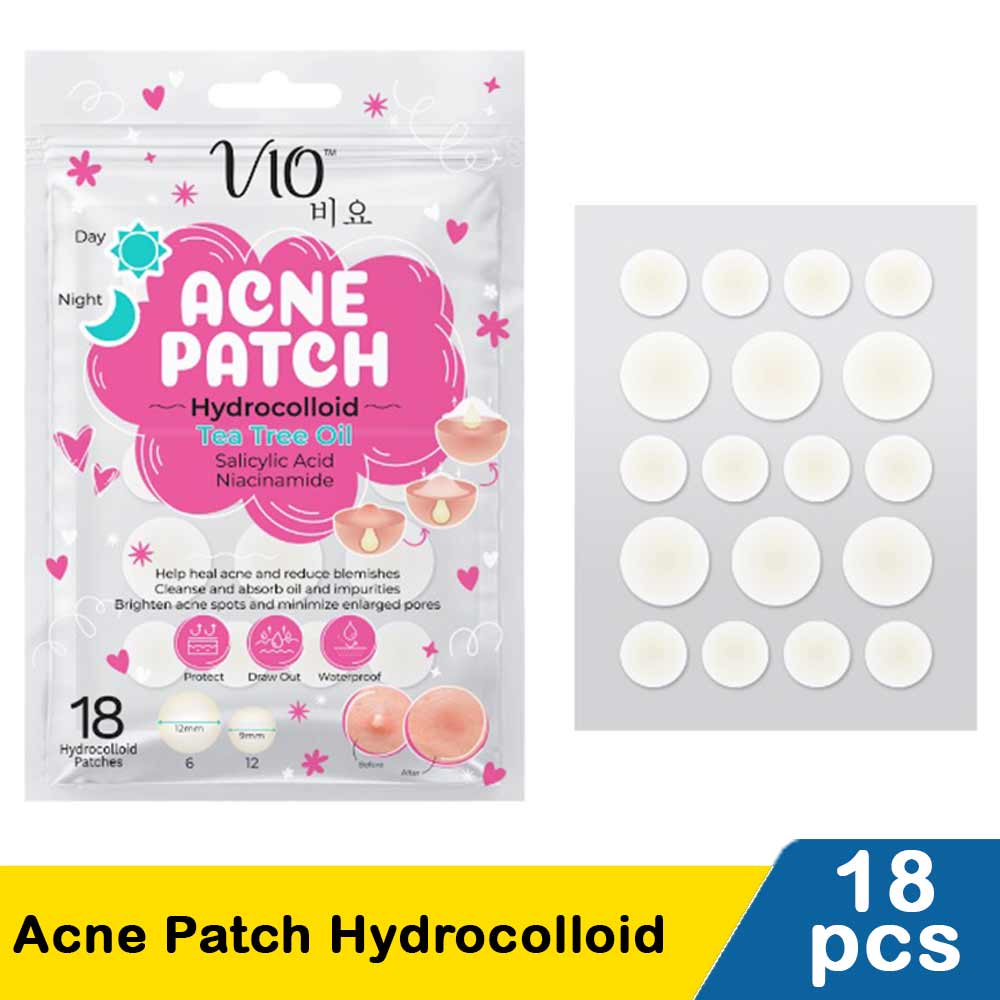 VIO™
비요
Day
Night
ACNE
PATCH
Hydrocolloid
Tea Tree Oil
Salicylic Acid
Niacinamide
Help heal acne and reduce blemishes
Cleanse and absorb oil and impurities
Brighten acne spots and minimize enlarged pores
Protect
Draw Out
Waterproof
18
Hydrocolloid
Patches
12mm
6
9mm
12
Before
After
Acne Patch Hydrocolloid
18
pcs